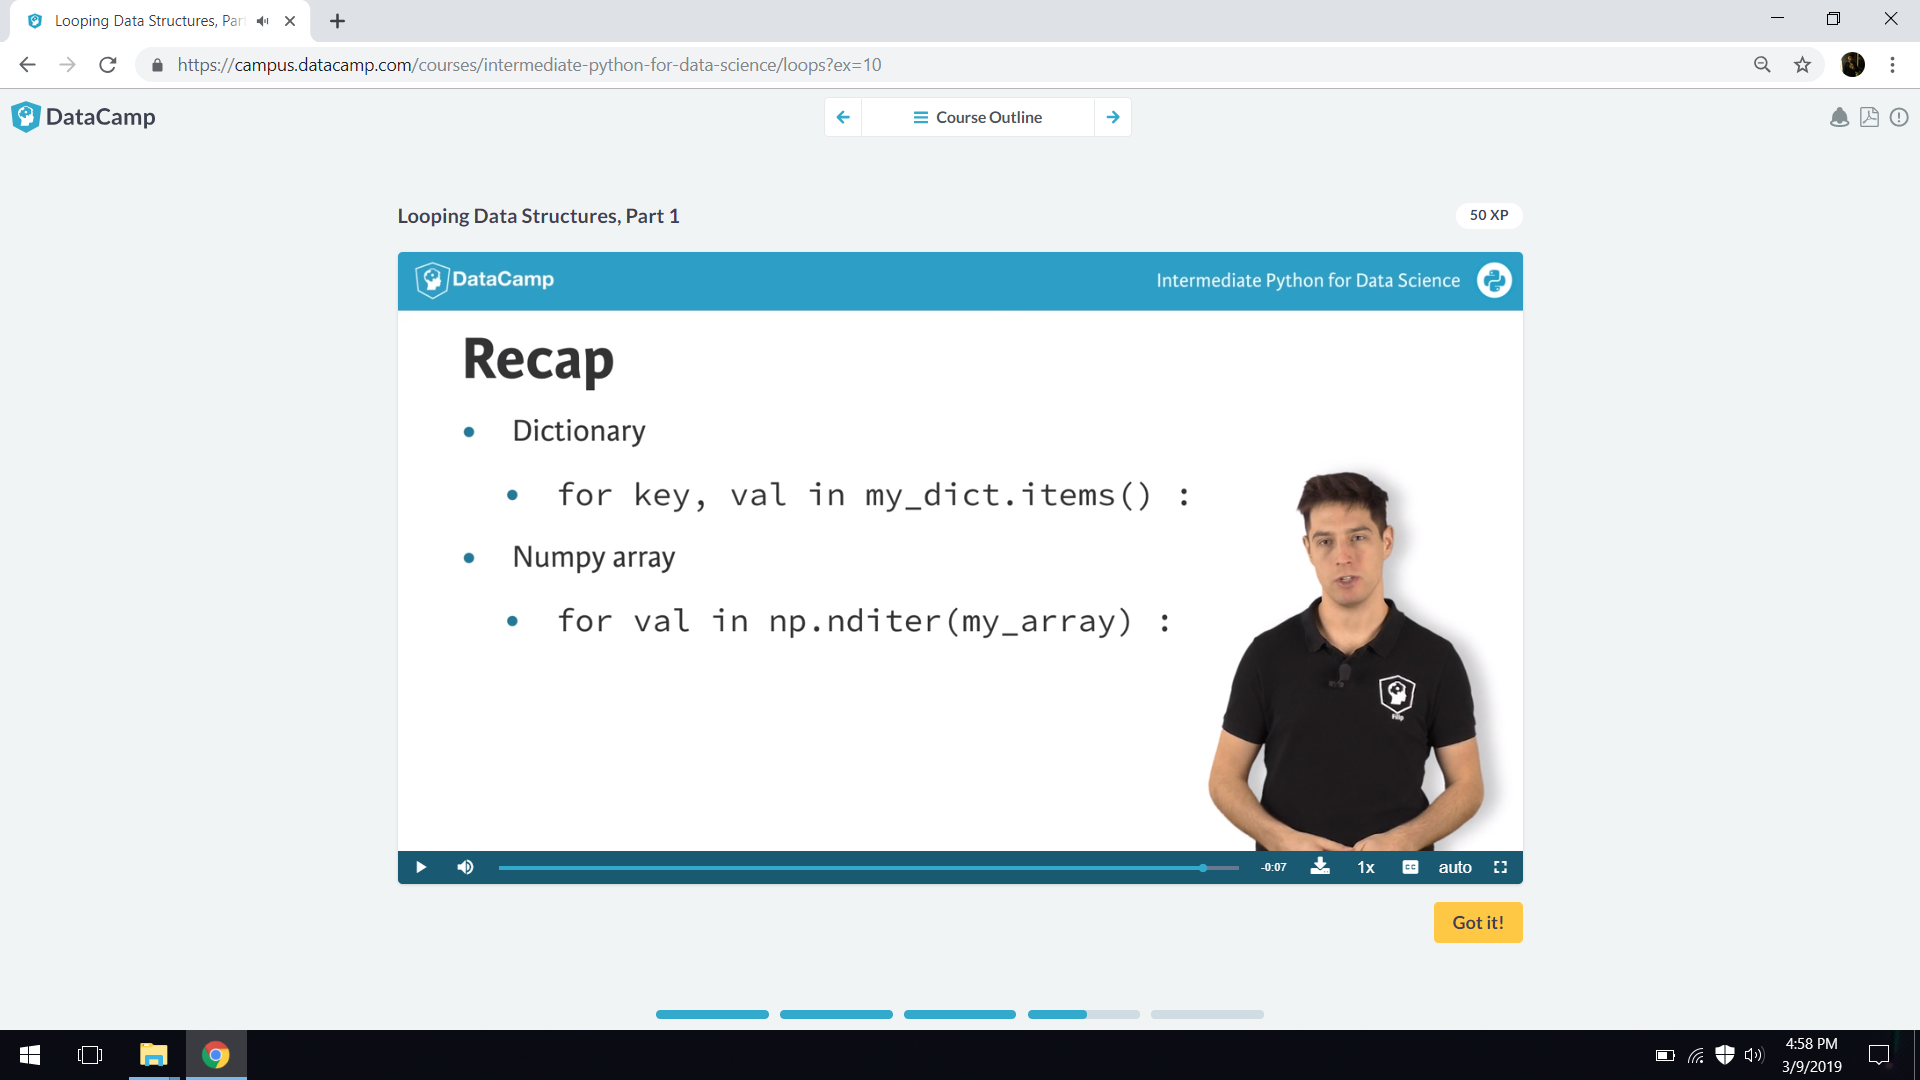 Looping Data Structures, Par
https://campus.datacamp.com/courses/intermediate-python-for-data-science/loops?ex=10
DataCamp
Course Outline
Looping Data Structures, Part 1
50 XP
DataCamp
Intermediate Python for Data Science
Recap
• Dictionary
• for key, val in my_dict.items() :
• Numpy array
• for val in np.nditer(my_array) :
Filip
-0:07
1x
CC
auto
Got it!
4:58 PM
3/9/2019